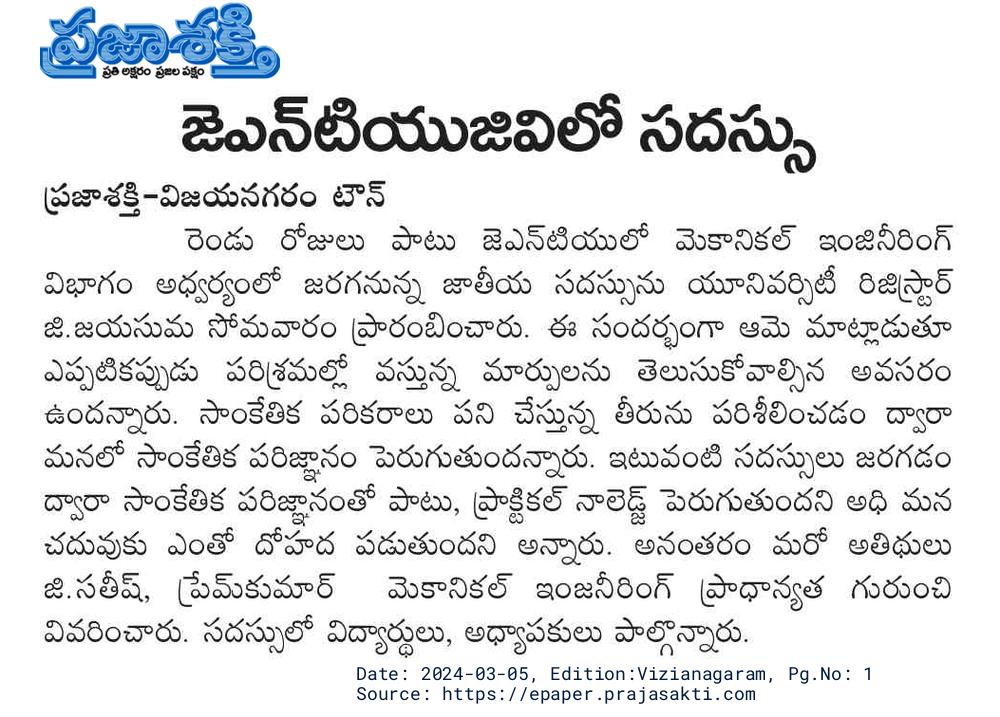 ప్రజాశక్తి
ప్రతి అక్షరం ప్రజల పక్షం
జెఎన్‌టియుజివిలో సదస్సు
ప్రజాశక్తి-విజయనగరం టౌన్
రెండు రోజులు పాటు జెఎన్‌టియులో మెకానికల్ ఇంజినీరింగ్
విభాగం అధ్వర్యంలో జరగనున్న జాతీయ సదస్సును యూనివర్సిటీ రిజిస్ట్రార్
జి.జయసుమ సోమవారం ప్రారంబించారు. ఈ సందర్భంగా ఆమె మాట్లాడుతూ
ఎప్పటికప్పుడు పరిశ్రమల్లో వస్తున్న మార్పులను తెలుసుకోవాల్సిన అవసరం
ఉందన్నారు. సాంకేతిక పరికరాలు పని చేస్తున్న తీరును పరిశీలించడం ద్వారా
మనలో సాంకేతిక పరిజ్ఞానం పెరుగుతుందన్నారు. ఇటువంటి సదస్సులు జరగడం
ద్వారా సాంకేతిక పరిజ్ఞానంతో పాటు, ప్రాక్టికల్ నాలెడ్జ్ పెరుగుతుందని అధి మన
చదువుకు ఎంతో దోహద పడుతుందని అన్నారు. అనంతరం మరో అతిథులు
జి.సతీష్, ప్రేమ్‌కుమార్ మెకానికల్ ఇంజనీరింగ్ ప్రాధాన్యత గురుంచి
వివరించారు. సదస్సులో విద్యార్థులు, అధ్యాపకులు పాల్గొన్నారు.
Date: 2024-03-05, Edition:Vizianagaram, Pg.No: 1
Source: https://epaper.prajasakti.com